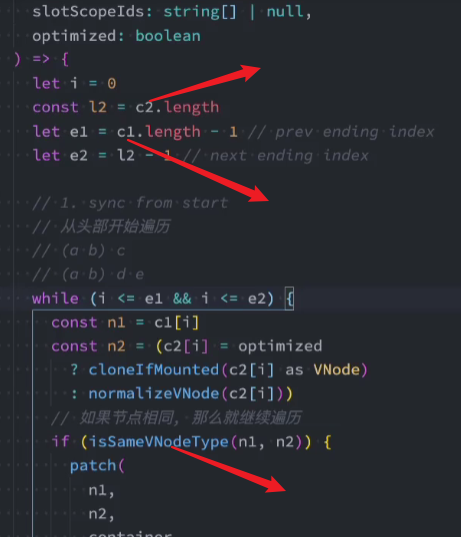 slotScopeIds: string[] | null,
optimized: boolean
) => {
let i = 0
const l2 = c2.length
let e1 = c1.length - 1 // prev ending index
let e2 = l2 - 1 // next ending index
// 1. sync from start
// 从头部开始遍历
// (a b) c
// (a b) d e
while (i <= e1 && i <= e2) {
const n1 = c1[i]
const n2 = (c2[i] = optimized
? cloneIfMounted(c2[i] as VNode)
: normalizeVNode(c2[i]))
// 如果节点相同, 那么就继续遍历
if (isSameVNodeType(n1, n2)) {
patch(
n1,
n2,
container